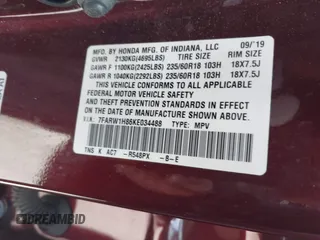 MFD. BY HONDA MFG. OF INDIANA, LLC 09/19
GVWR 2130KG(4695LBS) TIRE SIZE RIM SIZE
GAWR F 1100KG(2425LBS) 235/60R18 103H 18X7.5J
GAWR R 1040KG(2292LBS) 235/60R18 103H 18X7.5J
THIS VEHICLE CONFORMS TO ALL APPLICABLE
FEDERAL MOTOR VEHICLE SAFETY AND
THEFT PREVENTION STANDARDS IN EFFECT ON THE
DATE OF MANUFACTURE SHOWN ABOVE.
V.I.N. 7FARW1H86KE034488 TYPE: MPV
TNG K AC7 -R548PX -B-E
DREAMBID